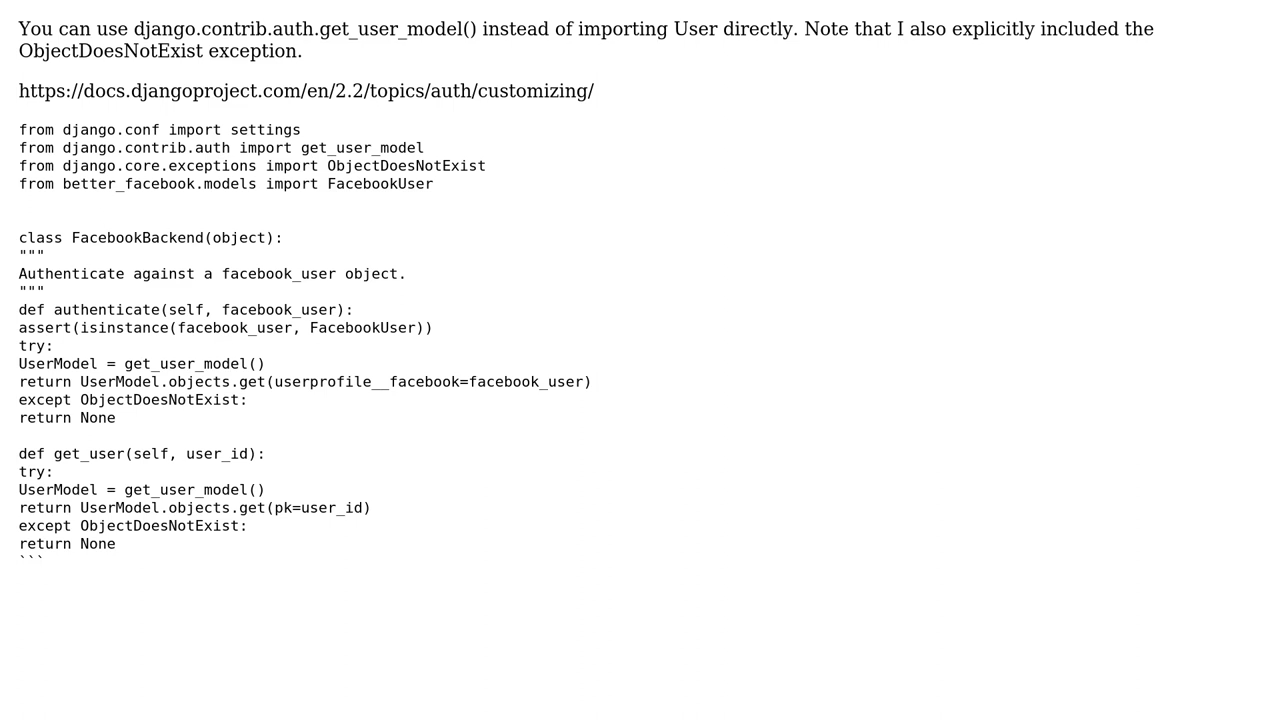 You can use django.contrib.auth.get_user_model() instead of importing User directly. Note that I also explicitly included the
ObjectDoesNotExist exception.
https://docs.djangoproject.com/en/2.2/topics/auth/customizing/
from django.conf import settings
from django.contrib.auth import get_user_model
from django.core.exceptions import ObjectDoesNotExist
from better_facebook.models import FacebookUser
class FacebookBackend(object):
"""
Authenticate against a facebook_user object.
"""
def authenticate(self, facebook_user):
assert(isinstance(facebook_user, FacebookUser))
try:
UserModel = get_user_model()
return UserModel.objects.get(userprofile__facebook=facebook_user)
except ObjectDoesNotExist:
return None
def get_user(self, user_id):
try:
UserModel = get_user_model()
return UserModel.objects.get(pk=user_id)
except ObjectDoesNotExist:
return None
```